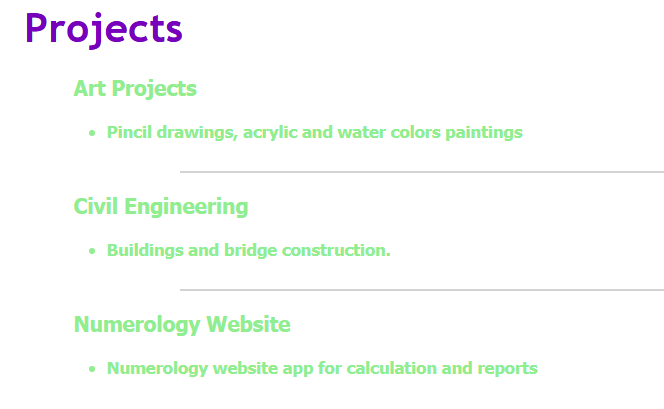 Projects
Art Projects
• Pincil drawings, acrylic and water colors paintings
Civil Engineering
• Buildings and bridge construction.
Numerology Website
• Numerology website app for calculation and reports